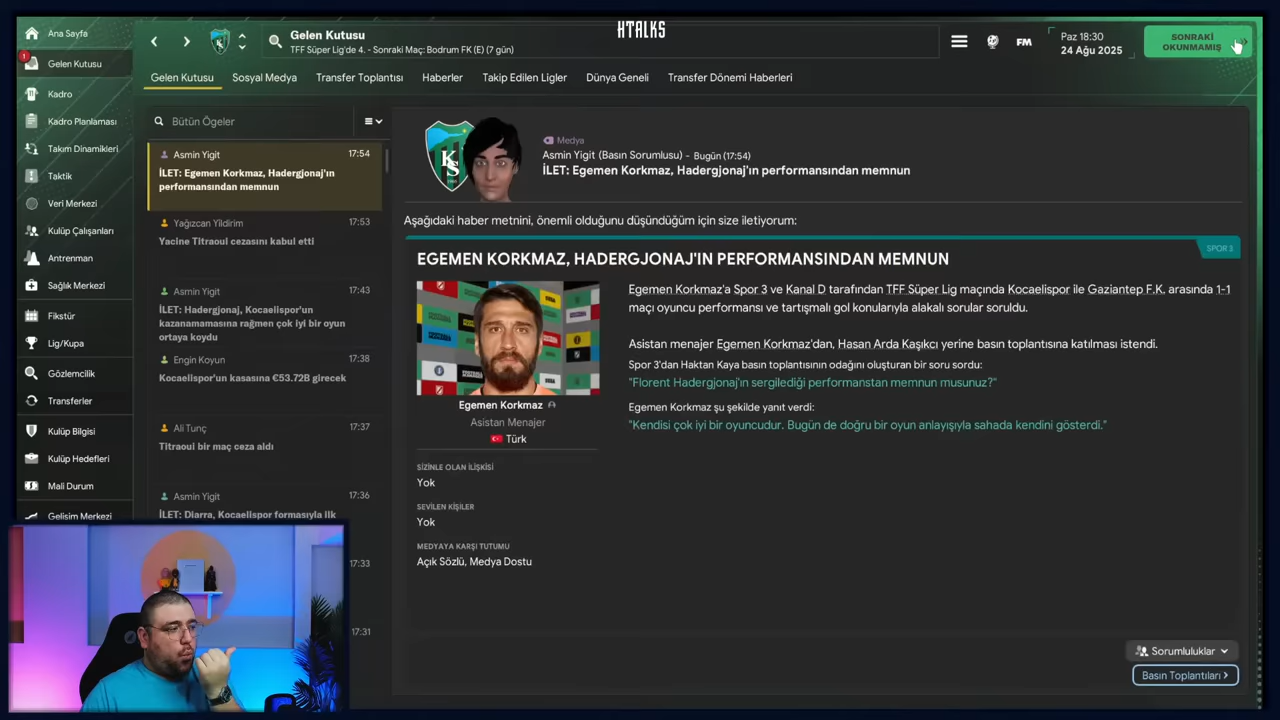 HTALKS
Ana Sayfa
1
Gelen Kutusu
Kadro
Kadro Planlaması
Takım Dinamikleri
Taktik
Veri Merkezi
Kulüp Çalışanları
Antrenman
Sağlık Merkezi
Fikstür
Lig/Kupa
Gözlemcilik
Transferler
Kulüp Bilgisi
Kulüp Hedefleri
Mali Durum
Gelişim Merkezi
Gelen Kutusu
TFF Süper Lig'de 4. - Sonraki Maç: Bodrum FK (E) (7 gün)
FM
Paz 18:30
24 Ağu 2025
SONRAKİ
OKUNMAMIŞ
Gelen Kutusu
Sosyal Medya
Transfer Toplantısı
Haberler
Takip Edilen Ligler
Dünya Geneli
Transfer Dönemi Haberleri
Bütün Ögeler
Asmin Yigit 17:54
İLET: Egemen Korkmaz, Hadergjonaj'ın
performansından memnun
Yağızcan Yildirim 17:53
Yacine Titraoui cezasını kabul etti
Asmin Yigit 17:43
İLET: Hadergjonaj, Kocaelispor'un
kazanamamasına rağmen çok iyi bir oyun
ortaya koydu
Engin Koyun 17:38
Kocaelispor'un kasasına €53.72B girecek
Ali Tunç 17:37
Titraoui bir maç ceza aldı
Asmin Yigit 17:36
İLET: Diarra, Kocaelispor formasıyla ilk
17:33
17:31
KS
Medya
Asmin Yigit (Basın Sorumlusu) - Bugün (17:54)
İLET: Egemen Korkmaz, Hadergjonaj'ın performansından memnun
Aşağıdaki haber metnini, önemli olduğunu düşündüğüm için size iletiyorum:
SPOR 3
EGEMEN KORKMAZ, HADERGJONAJ'IN PERFORMANSINDAN MEMNUN
Egemen Korkmaz'a Spor 3 ve Kanal D tarafından TFF Süper Lig maçında Kocaelispor ile Gaziantep F.K. arasında 1-1
maçı oyuncu performansı ve tartışmalı gol konularıyla alakalı sorular soruldu.
Asistan menajer Egemen Korkmaz'dan, Hasan Arda Kaşıkcı yerine basın toplantısına katılması istendi.
Spor 3'dan Haktan Kaya basın toplantısının odağını oluşturan bir soru sordu:
"Florent Hadergjonaj'ın sergilediği performanstan memnun musunuz?"
Egemen Korkmaz şu şekilde yanıt verdi:
"Kendisi çok iyi bir oyuncudur. Bugün de doğru bir oyun anlayışıyla sahada kendini gösterdi."
Egemen Korkmaz
Asistan Menajer
Türk
SİZİNLE OLAN İLİŞKİSİ
Yok
SEVİLEN KİŞİLER
Yok
MEDYAYA KARŞI TUTUMU
Açık Sözlü, Medya Dostu
Sorumluluklar
Basın Toplantıları